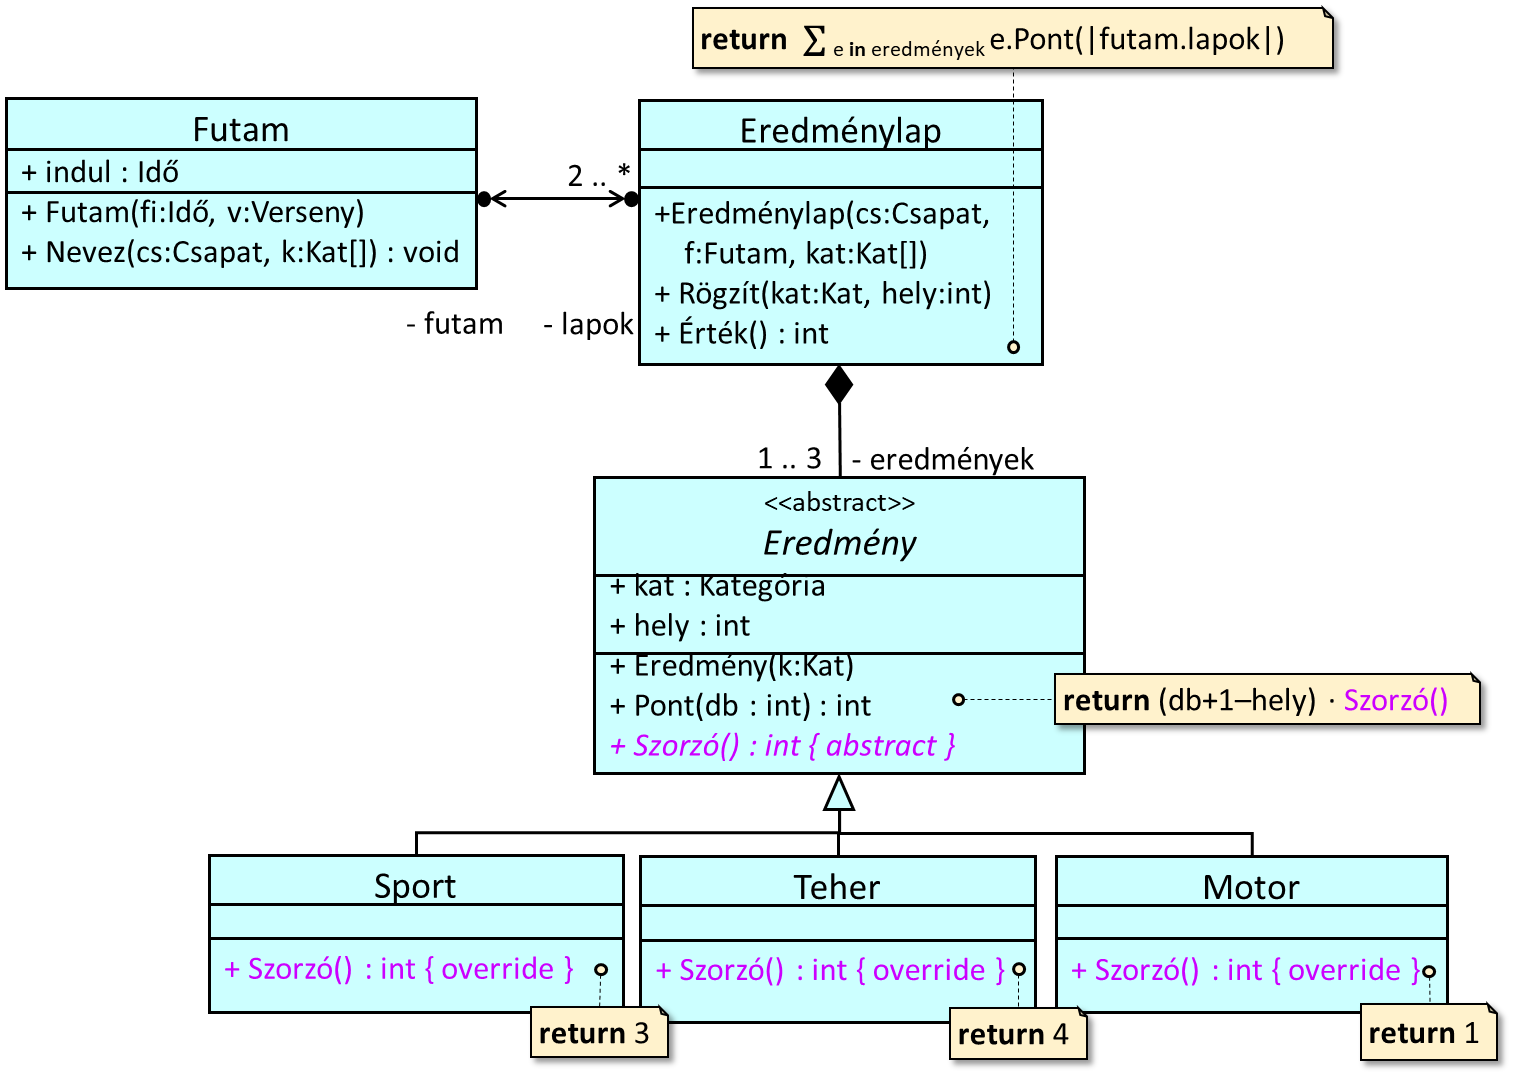 return ∑ e in eredmények e.Pont(|futam.lapok|)
Futam
+ indul : Idő
+ Futam(fi:Idő, v:Verseny)
+ Nevez(cs:Csapat, k:Kat[]) : void
2 .. *
- futam
- lapok
Eredménylap
+Eredménylap(cs:Csapat,
f:Futam, kat:Kat[])
+ Rögzít(kat:Kat, hely:int)
+ Érték() : int
1 .. 3
- eredmények
<<abstract>>
Eredmény
+ kat : Kategória
+ hely : int
+ Eredmény(k:Kat)
+ Pont(db : int) : int
+ Szorzó() : int { abstract }
return (db+1–hely) · Szorzó()
Sport
+ Szorzó() : int { override }
return 3
Teher
+ Szorzó() : int { override }
return 4
Motor
+ Szorzó() : int { override }
return 1